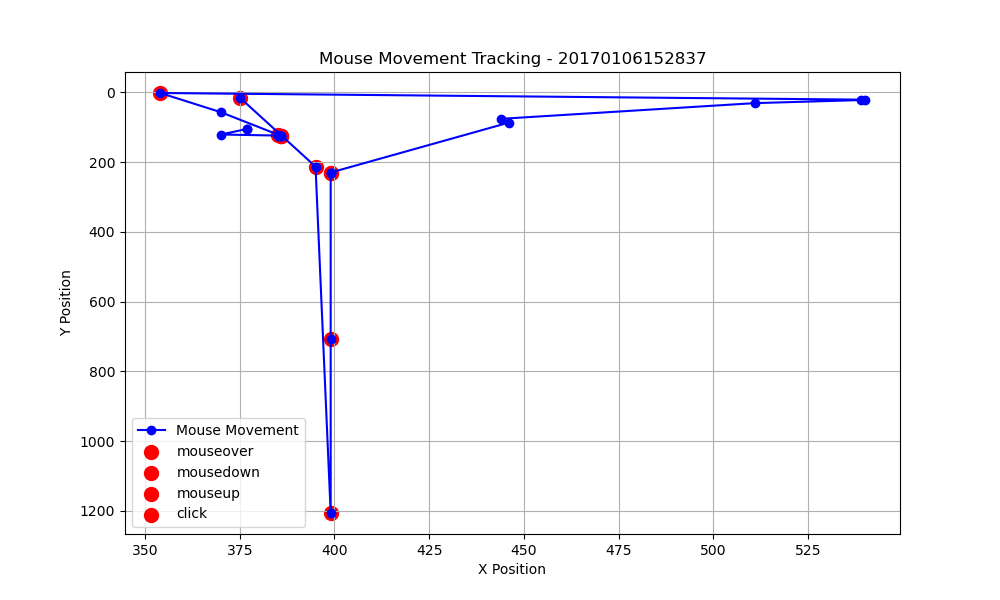 Mouse Movement Tracking - 20170106152837
Y Position
0
200
400
600
800
1000
1200
Mouse Movement
mouseover
mousedown
mouseup
click
350
375
400
425
450
475
500
525
X Position